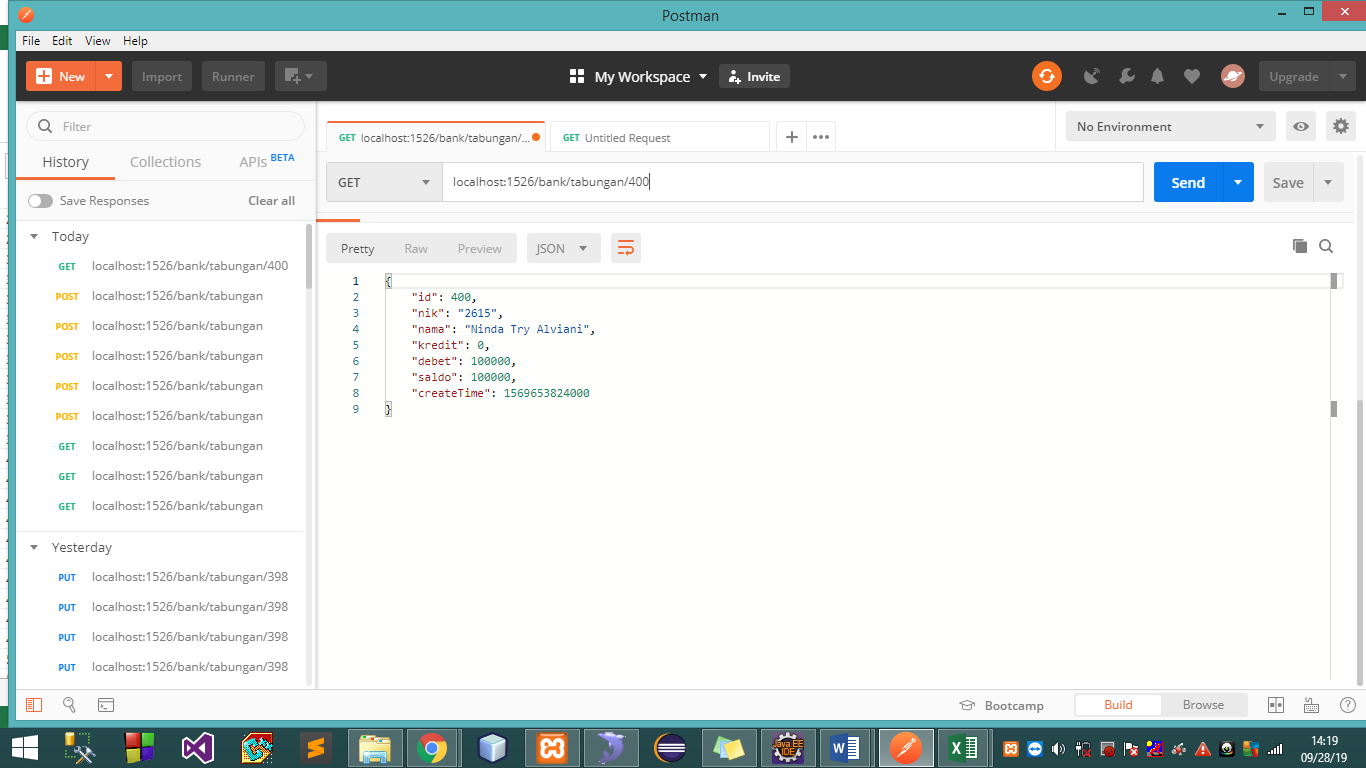 Postman
File Edit View Help
New Import Runner My Workspace Invite Upgrade
Filter
History Collections APIs BETA
Save Responses Clear all
Today
GET localhost:1526/bank/tabungan/400
POST localhost:1526/bank/tabungan
POST localhost:1526/bank/tabungan
POST localhost:1526/bank/tabungan
POST localhost:1526/bank/tabungan
POST localhost:1526/bank/tabungan
GET localhost:1526/bank/tabungan
GET localhost:1526/bank/tabungan
GET localhost:1526/bank/tabungan
Yesterday
PUT localhost:1526/bank/tabungan/398
PUT localhost:1526/bank/tabungan/398
PUT localhost:1526/bank/tabungan/398
PUT localhost:1526/bank/tabungan/398
GET localhost:1526/bank/tabungan/... GET Untitled Request No Environment
GET localhost:1526/bank/tabungan/400 Send Save
Pretty Raw Preview JSON
1 {
2 "id": 400,
3 "nik": "2615",
4 "nama": "Ninda Try Alviani",
5 "kredit": 0,
6 "debet": 100000,
7 "saldo": 100000,
8 "createTime": 1569653824000
9 }
Bootcamp Build Browse
Java EE
IDE
14:19
09/28/19